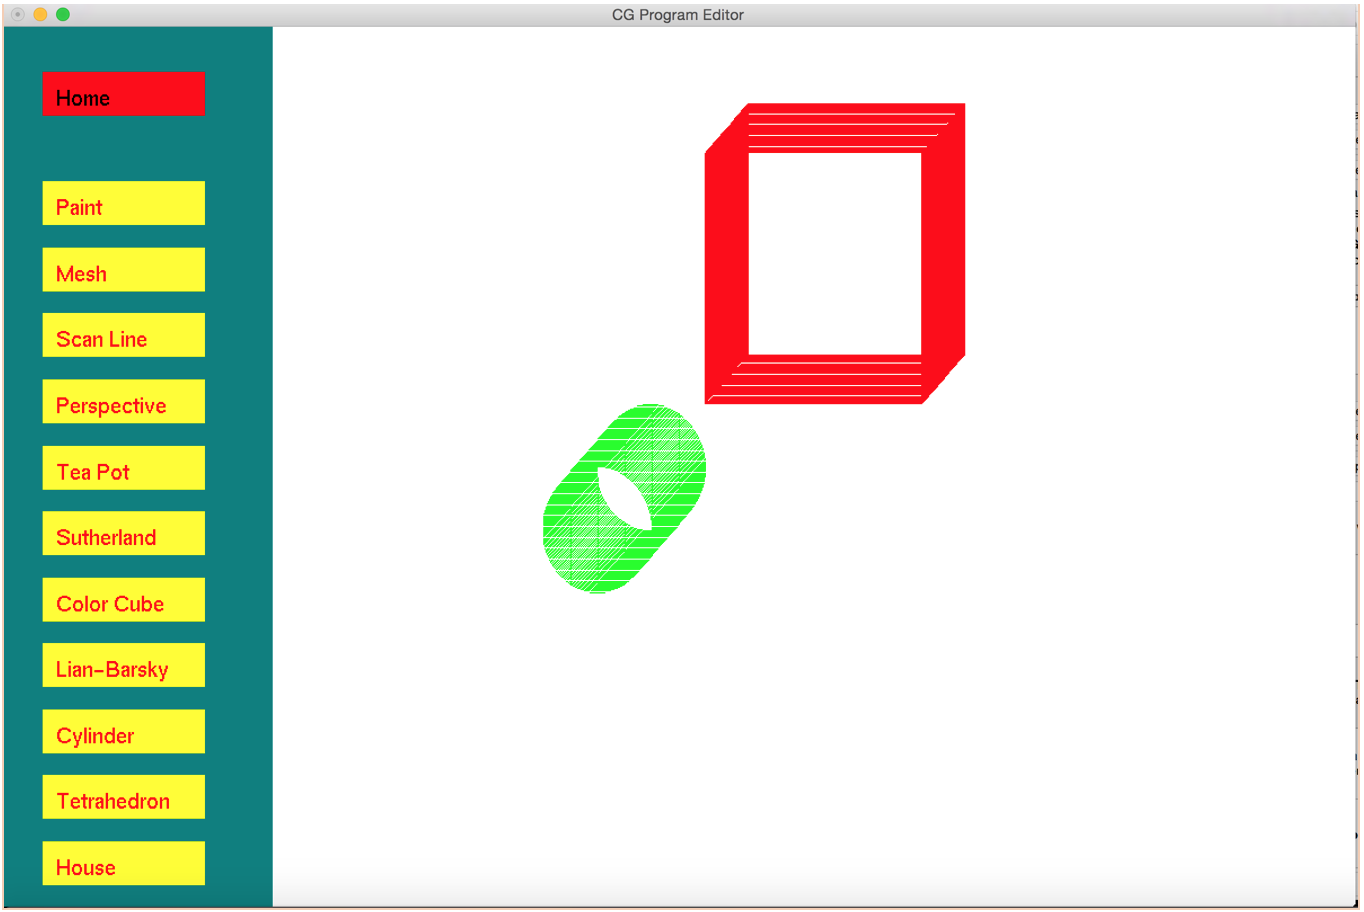 CG Program Editor
Home
Paint
Mesh
Scan Line
Perspective
Tea Pot
Sutherland
Color Cube
Lian-Barsky
Cylinder
Tetrahedron
House